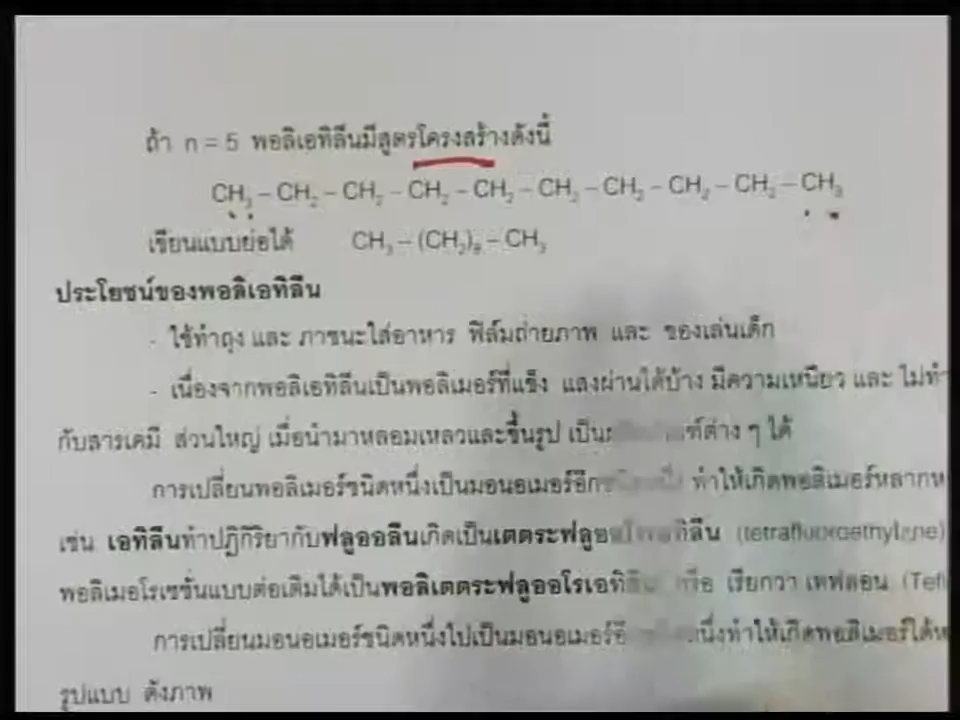 ถ้า n = 5 พอลิเอทิลีนมีสูตรโครงสร้างดังนี้
CH₃ – CH₂ – CH₂ – CH₂ – CH₂ – CH₂ – CH₂ – CH₂ – CH₂ – CH₃
เขียนแบบย่อได้ CH₃ – (CH₂)₈ – CH₃
ประโยชน์ของพอลิเอทิลีน
- ใช้ทำถุง และ ภาชนะใส่อาหาร ฟิล์มถ่ายภาพ และ ของเล่นเด็ก
- เนื่องจากพอลิเอทิลีนเป็นพอลิเมอร์ที่แข็ง แสงผ่านได้บ้าง มีความเหนียว และ ไม่ทำ
กับสารเคมี ส่วนใหญ่ เมื่อนำมาหลอมเหลวและขึ้นรูป เป็น ต่าง ๆ ได้
การเปลี่ยนพอลิเมอร์ชนิดหนึ่งเป็นมอนอเมอร์อีก ทำให้เกิดพอลิเมอร์หลากห
เช่น เอทิลีนทำปฏิกิริยากับฟลูออลีนเกิดเป็นเตตระฟลูออโรเอทิลีน (tetrafluoroethylene)
พอลิเมอไรเซชันแบบต่อเติมได้เป็นพอลิเตตระฟลูออโรเอทิลีน หรือ เรียกว่า เทฟลอน (Tefl
การเปลี่ยนมอนอเมอร์ชนิดหนึ่งไปเป็นมอนอเมอร์ หนึ่งทำให้เกิดพอลิเมอร์ได้ห
รูปแบบ ดังภาพ